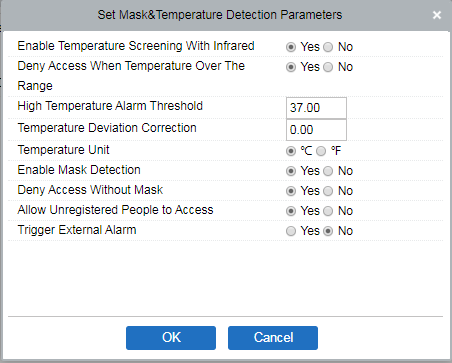 Set Mask&Temperature Detection Parameters ×
Enable Temperature Screening With Infrared Yes No
Deny Access When Temperature Over The Yes No
Range
High Temperature Alarm Threshold 37.00
Temperature Deviation Correction 0.00
Temperature Unit ℃ ℉
Enable Mask Detection Yes No
Deny Access Without Mask Yes No
Allow Unregistered People to Access Yes No
Trigger External Alarm Yes No
OK Cancel